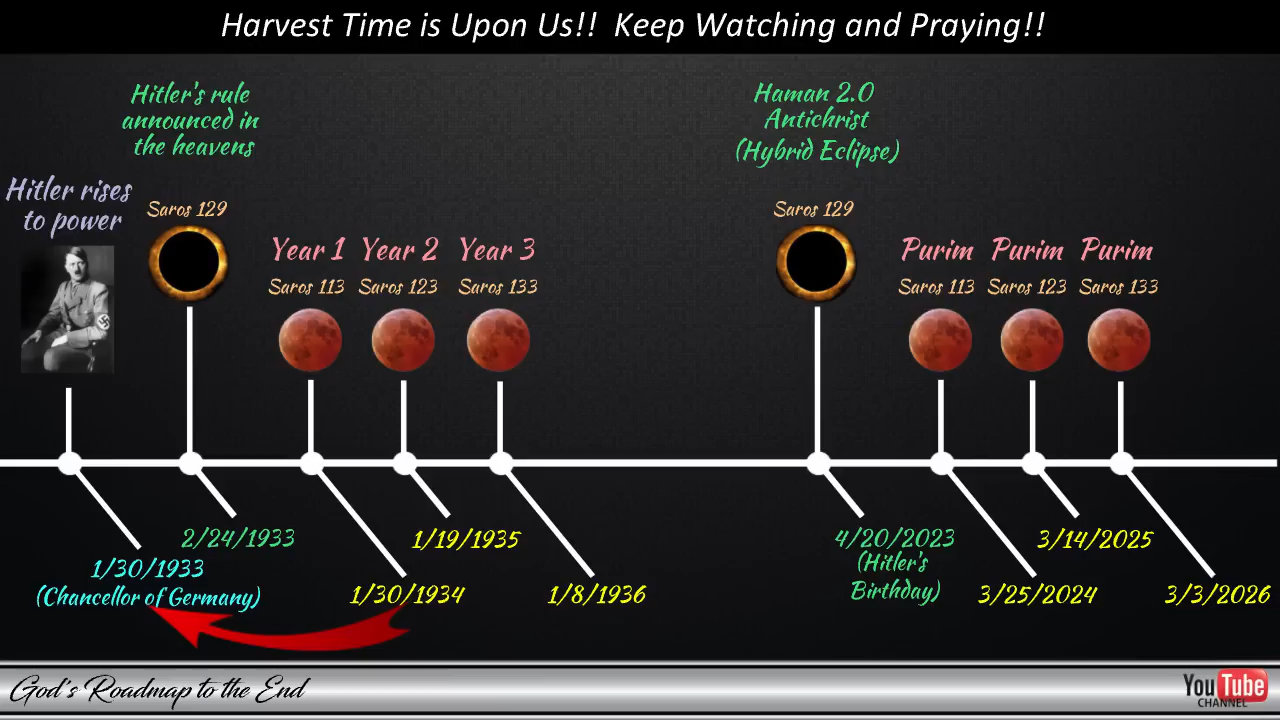 Harvest Time is Upon Us!!  Keep Watching and Praying!!
Hitler's rule
announced in
the heavens
Haman 2.0
Antichrist
(Hybrid Eclipse)
Hitler rises
to power
Saros 129
Saros 129
Year 1 Year 2 Year 3
Purim Purim Purim
Saros 113 Saros 123 Saros 133
Saros 113 Saros 123 Saros 133
2/24/1933
1/19/1935
1/30/1933
(Chancellor of Germany)
1/30/1934
1/8/1936
4/20/2023
(Hitler's
Birthday)
3/14/2025
3/25/2024
3/3/2026
God's Roadmap to the End
YouTube
CHANNEL